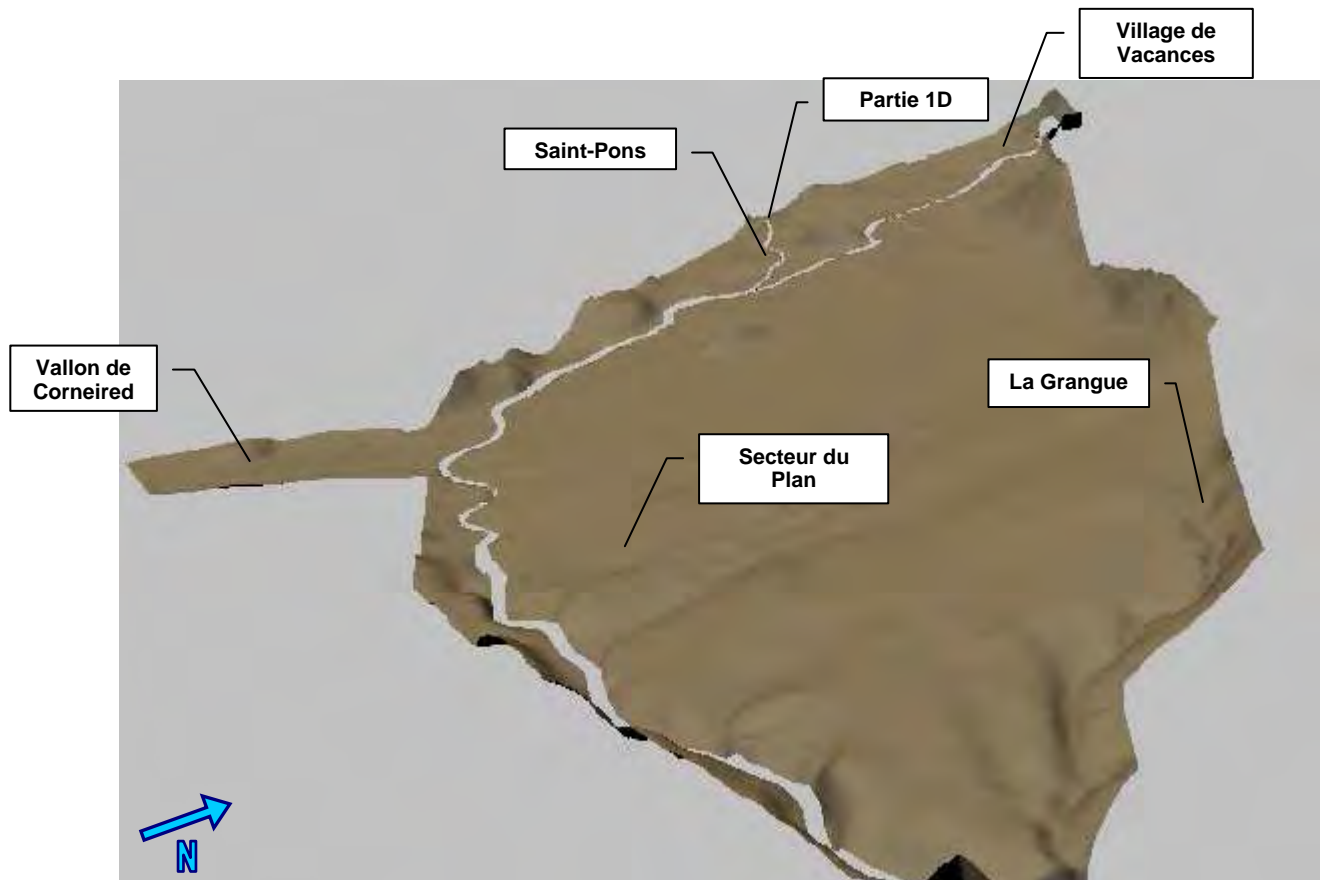 Village de
Vacances
Partie 1D
Saint-Pons
Vallon de
Corneired
La Grangue
Secteur du
Plan
N